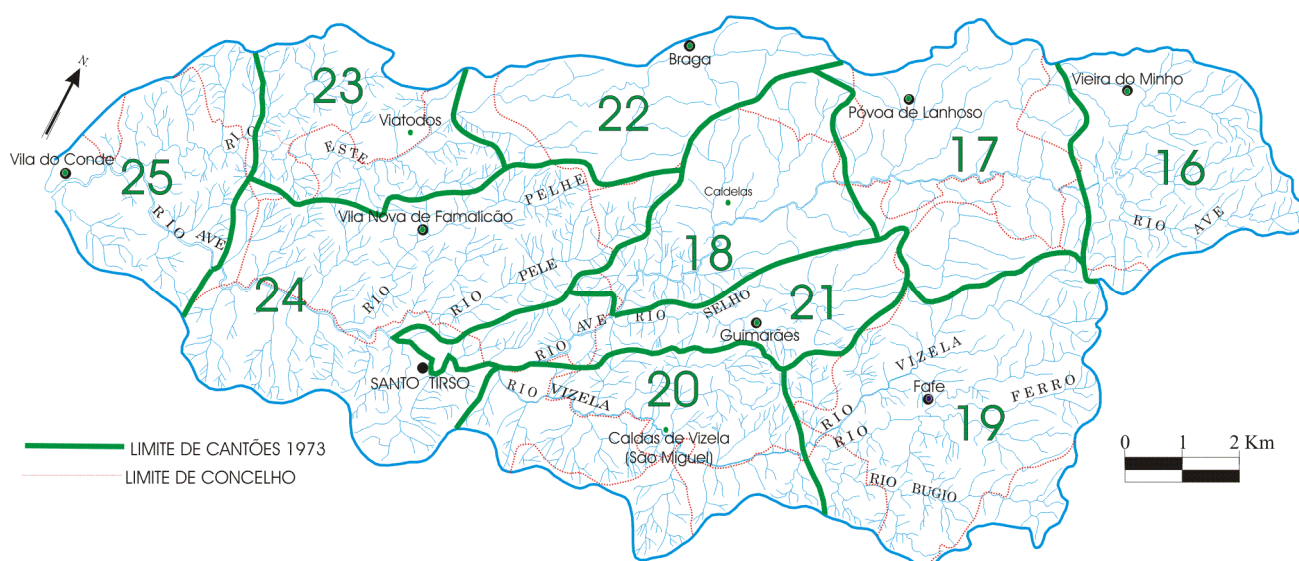 N.
23
Braga
Vieira do Minho
22
Póvoa de Lanhoso
Viatodos
RIO
ESTE
17
16
Vila do Conde
25
PELHE
Caldelas
RIO AVE
Vila Nova de Famalicão
RIO AVE
18
24
RIO
RIO PELE
21
RIO AVE
RIO SELHO
Guimarães
RIO VIZELA
SANTO TIRSO
RIO VIZELA
20
Fafe
RIO FERRO
19
Caldas de Vizela
(São Miguel)
LIMITE DE CANTÕES 1973
LIMITE DE CONCELHO
RIO BUGIO
0 1 2 Km